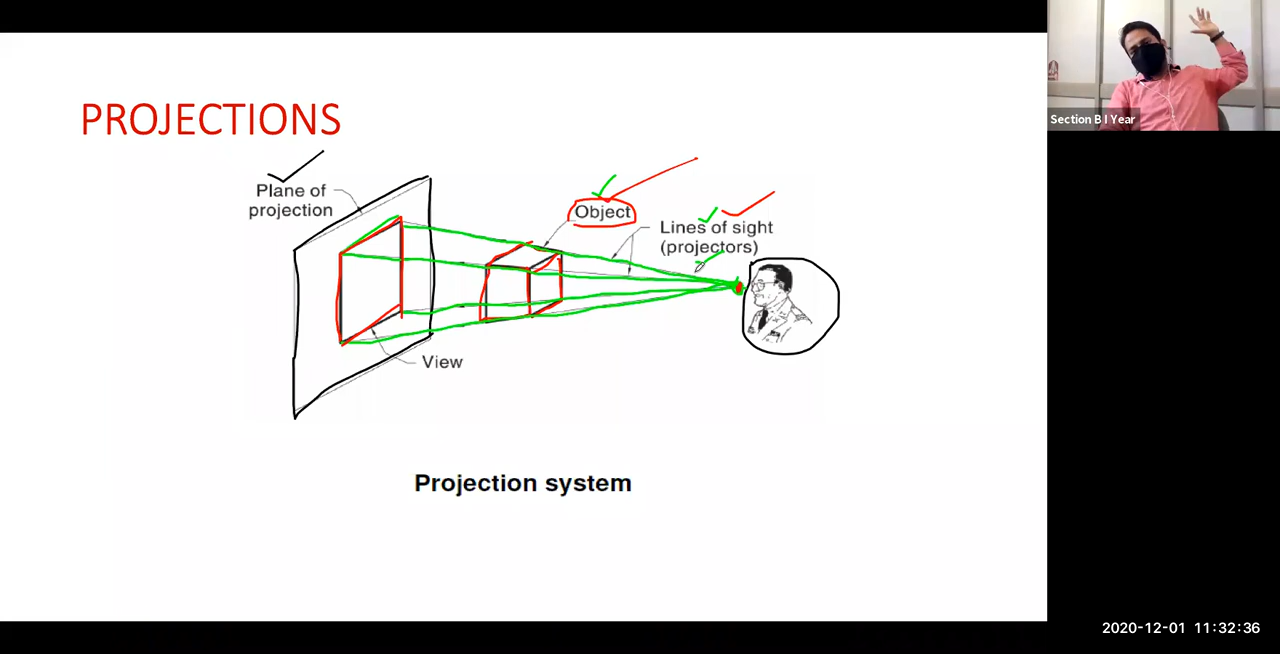 PROJECTIONS
Section B I Year
Plane of
projection
Object
Lines of sight
(projectors)
View
Projection system
2020-12-01 11:32:36